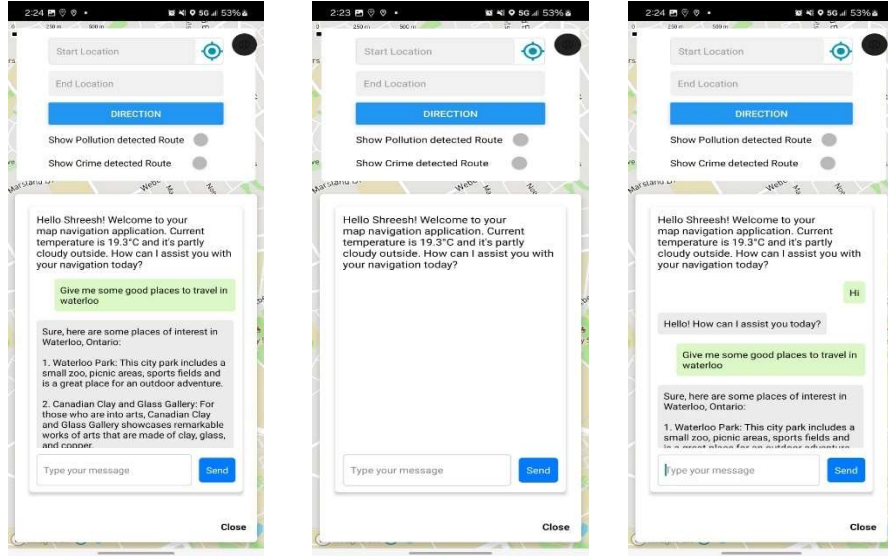 2:24
5G 53%
250 m 500 m
Start Location
End Location
DIRECTION
Show Pollution detected Route
Show Crime detected Route
Hello Shreesh! Welcome to your
map navigation application. Current
temperature is 19.3°C and it's partly
cloudy outside. How can I assist you with
your navigation today?
Give me some good places to travel in
waterloo
Sure, here are some places of interest in
Waterloo, Ontario:
1. Waterloo Park: This city park includes a
small zoo, picnic areas, sports fields and
is a great place for an outdoor adventure.
2. Canadian Clay and Glass Gallery: For
those who are into arts, Canadian Clay
and Glass Gallery showcases remarkable
works of arts that are made of clay, glass,
and copper.
Type your message
Send
Close
2:23
5G 53%
250 m 500 m
Start Location
End Location
DIRECTION
Show Pollution detected Route
Show Crime detected Route
Hello Shreesh! Welcome to your
map navigation application. Current
temperature is 19.3°C and it's partly
cloudy outside. How can I assist you with
your navigation today?
Type your message
Send
Close
2:24
5G 53%
250 m 500 m
Start Location
End Location
DIRECTION
Show Pollution detected Route
Show Crime detected Route
Hello Shreesh! Welcome to your
map navigation application. Current
temperature is 19.3°C and it's partly
cloudy outside. How can I assist you with
your navigation today?
Hi
Hello! How can I assist you today?
Give me some good places to travel in
waterloo
Sure, here are some places of interest in
Waterloo, Ontario:
1. Waterloo Park: This city park includes a
small zoo, picnic areas, sports fields and
is a great place for an outdoor adventure.
Type your message
Send
Close